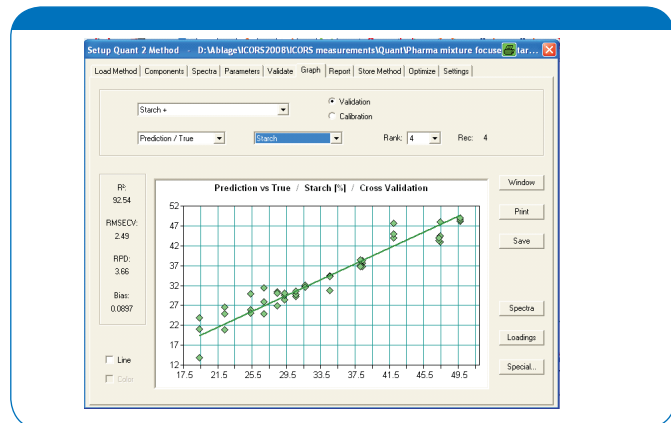 Setup Quant 2 Method - D:\Ablage\ICORS2008\ICORS measurements\Quant\Pharma mixture focuse
Load Method Components Spectra Parameters Validate Graph Report Store Method Optimize Settings
Starch +
Validation
Calibration
Prediction / True Starch Rank: 4 Rec: 4
R²:
92.54
RMSECV:
2.49
RPD:
3.66
Bias:
0.0897
Line
Color
Prediction vs True / Starch [%] / Cross Validation
52
47
42
37
32
27
22
17
12
17.5 21.5 25.5 29.5 33.5 37.5 41.5 45.5 49.5
Window
Print
Save
Spectra
Loadings
Special...